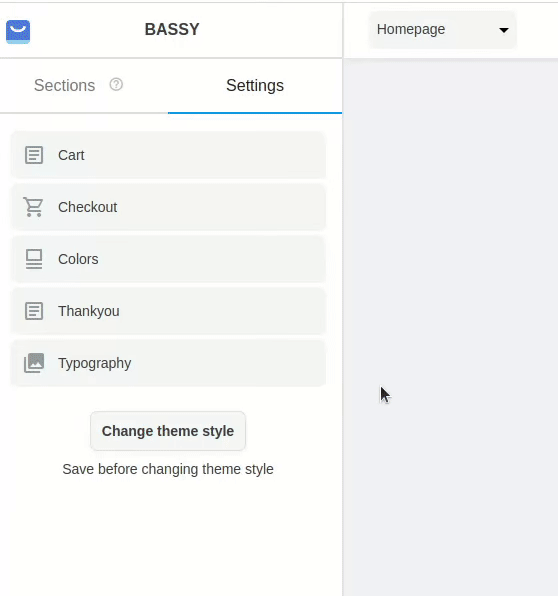 BASSY
Homepage
Sections
Settings
Cart
Checkout
Colors
Thankyou
Typography
Change theme style
Save before changing theme style